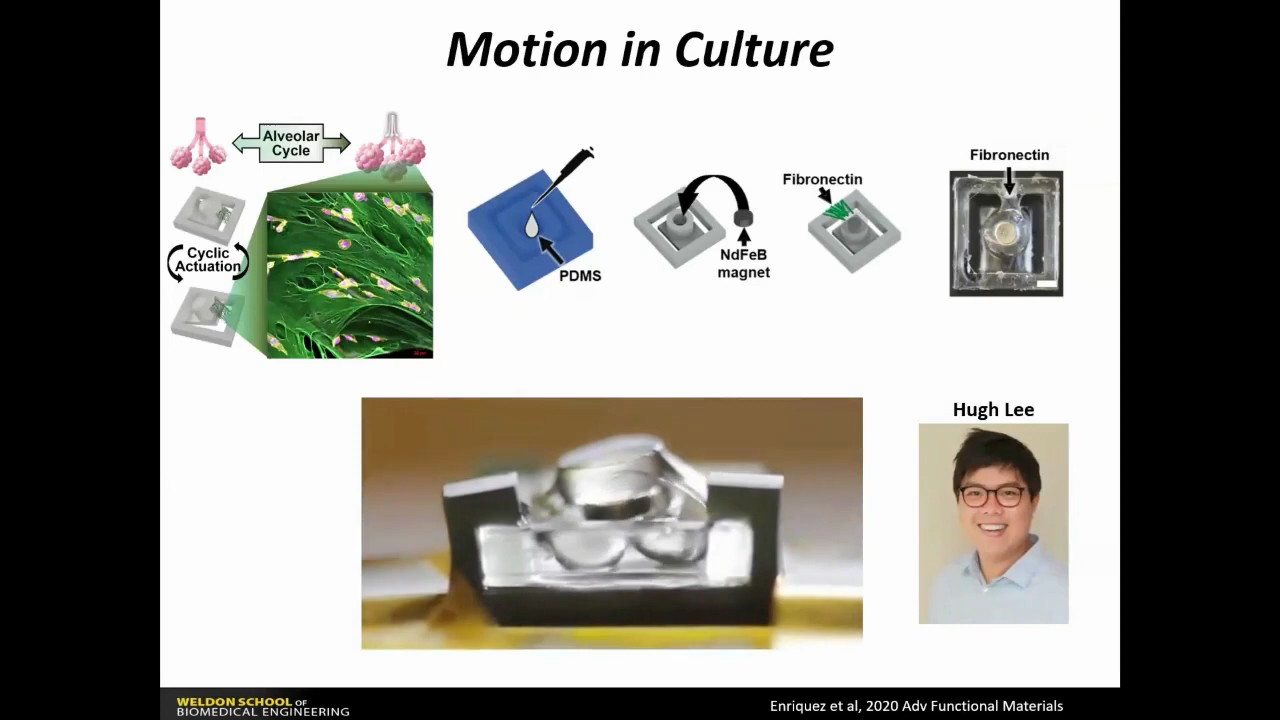 Motion in Culture
Alveolar
Cycle
Cyclic
Actuation
PDMS
NdFeB
magnet
Fibronectin
Fibronectin
Hugh Lee
WELDON SCHOOL OF
BIOMEDICAL ENGINEERING
Enriquez et al, 2020 Adv Functional Materials